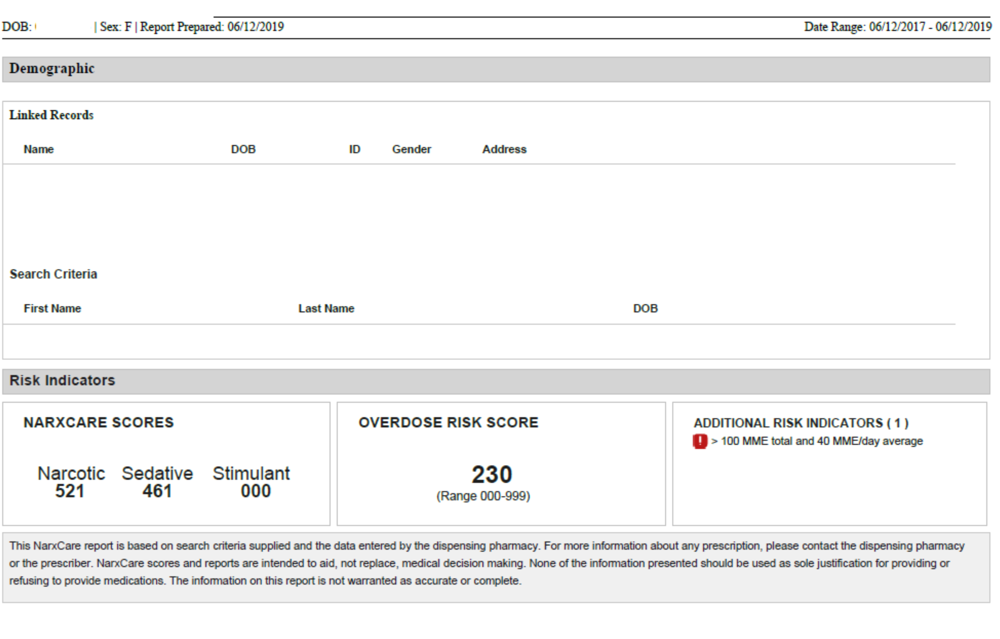 DOB: | Sex: F | Report Prepared: 06/12/2019
Date Range: 06/12/2017 - 06/12/2019
Demographic
Linked Records
Name DOB ID Gender Address
Search Criteria
First Name Last Name DOB
Risk Indicators
NARXCARE SCORES
Narcotic Sedative Stimulant
521 461 000
OVERDOSE RISK SCORE
230
(Range 000-999)
ADDITIONAL RISK INDICATORS ( 1 )
! > 100 MME total and 40 MME/day average
This NarxCare report is based on search criteria supplied and the data entered by the dispensing pharmacy. For more information about any prescription, please contact the dispensing pharmacy
or the prescriber. NarxCare scores and reports are intended to aid, not replace, medical decision making. None of the information presented should be used as sole justification for providing or
refusing to provide medications. The information on this report is not warranted as accurate or complete.